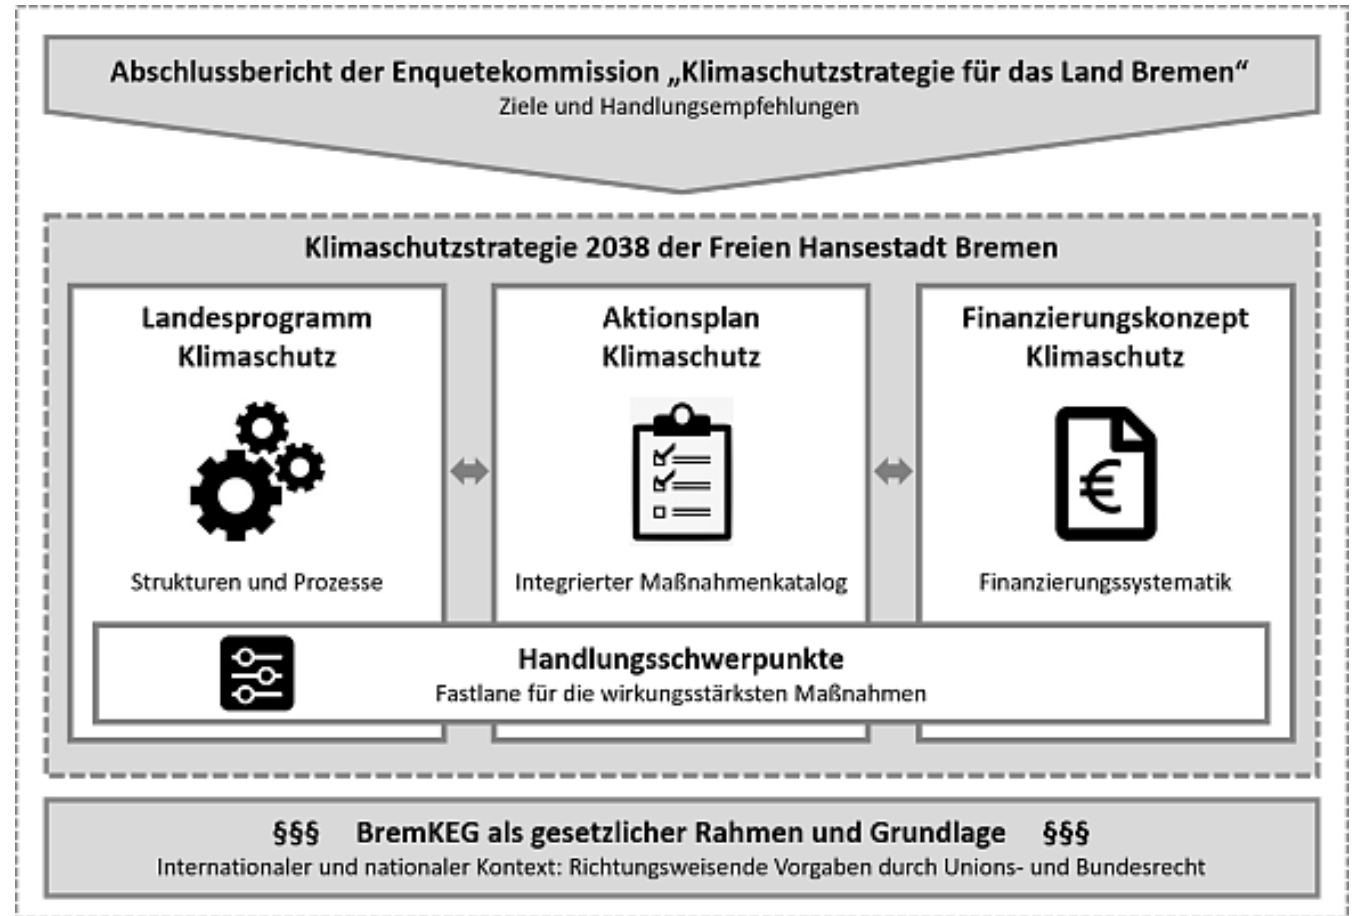 Abschlussbericht der Enquetekommission „Klimaschutzstrategie für das Land Bremen“
Ziele und Handlungsempfehlungen
Klimaschutzstrategie 2038 der Freien Hansestadt Bremen
Landesprogramm
Klimaschutz
Strukturen und Prozesse
Aktionsplan
Klimaschutz
Integrierter Maßnahmenkatalog
Finanzierungskonzept
Klimaschutz
€
Finanzierungssystematik
Handlungsschwerpunkte
Fastlane für die wirkungsstärksten Maßnahmen
§§§ BremKEG als gesetzlicher Rahmen und Grundlage §§§
Internationaler und nationaler Kontext: Richtungsweisende Vorgaben durch Unions- und Bundesrecht